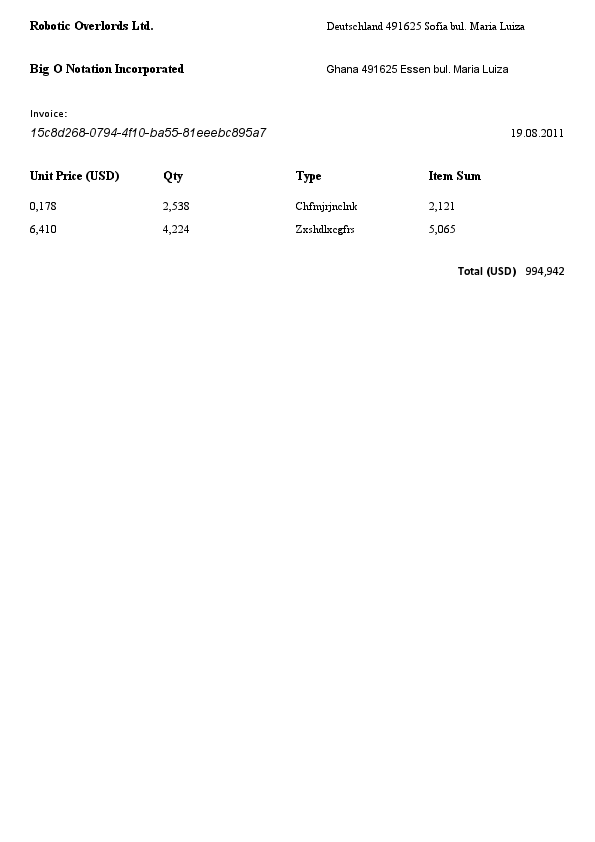 Robotic Overlords Ltd. Deutschland 491625 Sofia bul. Maria Luiza
Big O Notation Incorporated Ghana 491625 Essen bul. Maria Luiza
Invoice:
15c8d268-0794-4f10-ba55-81eeebc895a7 19.08.2011
Unit Price (USD) Qty Type Item Sum
0,178 2,538 Chfmjrjnclnk 2,121
6,410 4,224 Zxshdlxcgfrs 5,065
Total (USD) 994,942